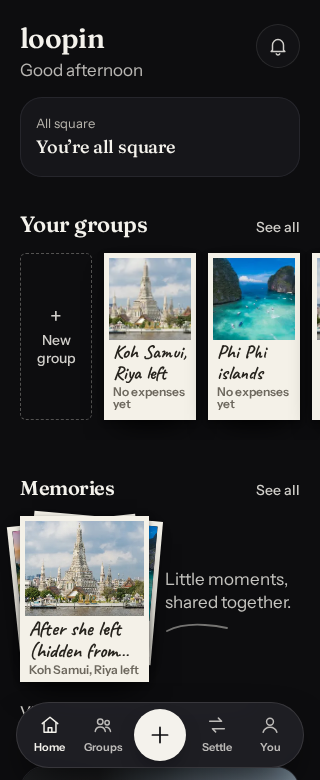 loopin
Good afternoon
All square
You're all square
Your groups
See all
+
New
group
Koh Samui,
Riya left
No expenses
yet
Phi Phi
islands
No expenses
yet
Memories
See all
After she left
(hidden from...
Koh Samui, Riya left
Little moments,
shared together.
Home
Groups
+
Settle
You